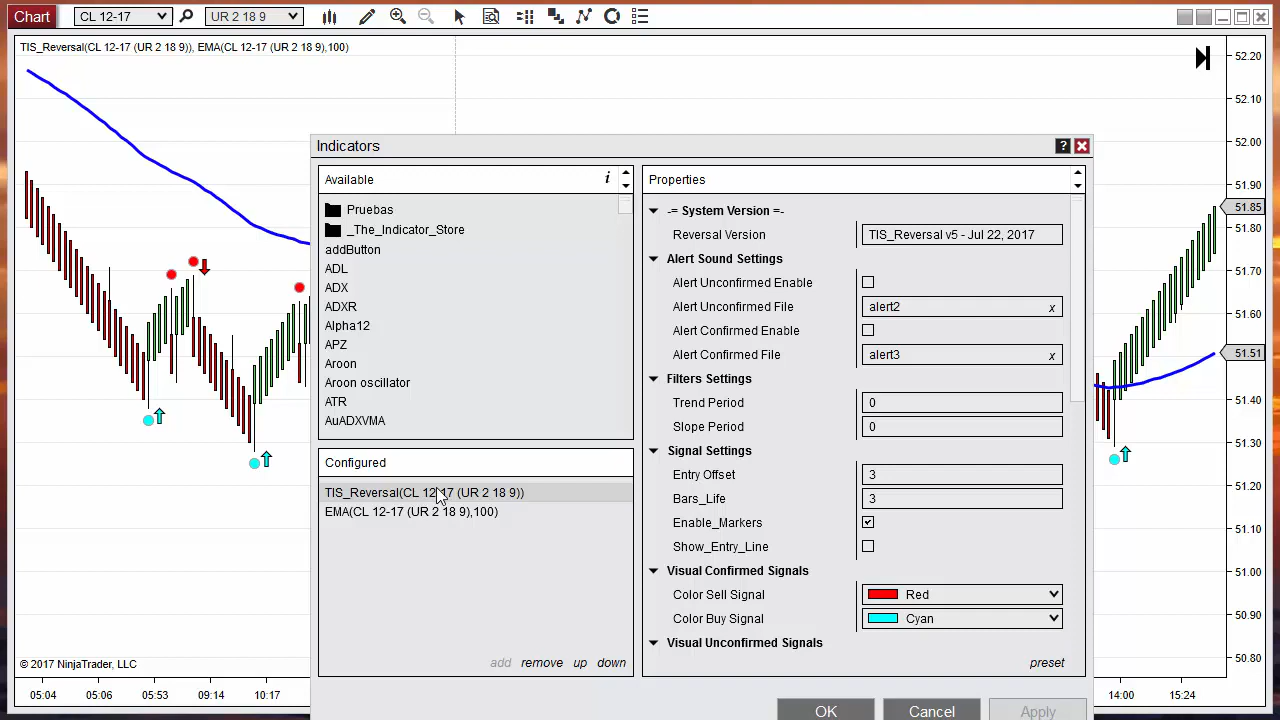 Chart CL 12-17 UR 2 18 9
TIS_Reversal(CL 12-17 (UR 2 18 9)), EMA(CL 12-17 (UR 2 18 9),100)
52.20
52.10
52.00
51.90
51.85
51.80
51.70
51.60
51.51
51.40
51.30
51.20
51.10
51.00
50.90
50.80
Indicators ?
Available i
Pruebas
_The_Indicator_Store
addButton
ADL
ADX
ADXR
Alpha12
APZ
Aroon
Aroon oscillator
ATR
AuADXVMA
Configured
TIS_Reversal(CL 12-17 (UR 2 18 9))
EMA(CL 12-17 (UR 2 18 9),100)
add remove up down
Properties
-= System Version =-
Reversal Version TIS_Reversal v5 - Jul 22, 2017
Alert Sound Settings
Alert Unconfirmed Enable
Alert Unconfirmed File alert2 x
Alert Confirmed Enable
Alert Confirmed File alert3 x
Filters Settings
Trend Period 0
Slope Period 0
Signal Settings
Entry Offset 3
Bars_Life 3
Enable_Markers
Show_Entry_Line
Visual Confirmed Signals
Color Sell Signal Red
Color Buy Signal Cyan
Visual Unconfirmed Signals
preset
OK Cancel Apply
© 2017 NinjaTrader, LLC
05:04 05:06 05:53 09:14 10:17 14:00 15:24